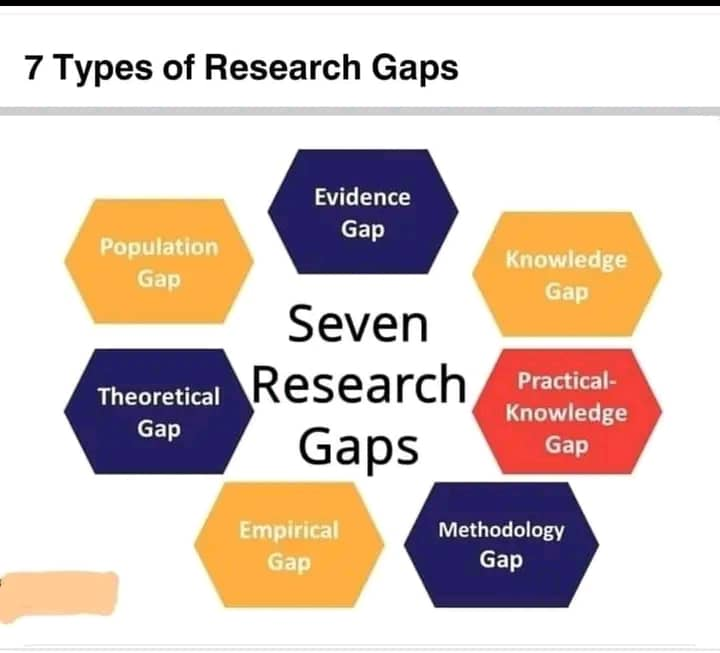 7 Types of Research Gaps
Evidence
Gap
Population
Gap
Knowledge
Gap
Seven
Research
Gaps
Theoretical
Gap
Practical-
Knowledge
Gap
Empirical
Gap
Methodology
Gap